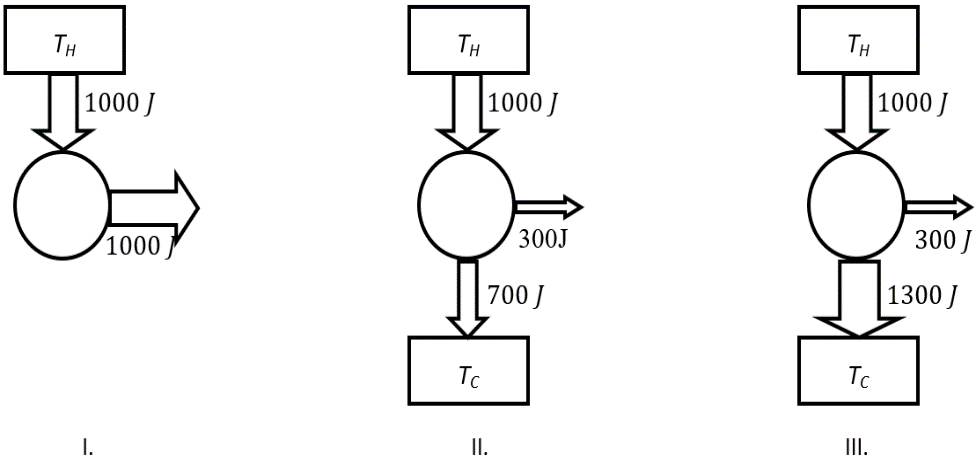 T_H T_H T_H
1000 J 1000 J 1000 J
1000 J 300J 300 J
700 J 1300 J
T_C T_C
I. II. III.